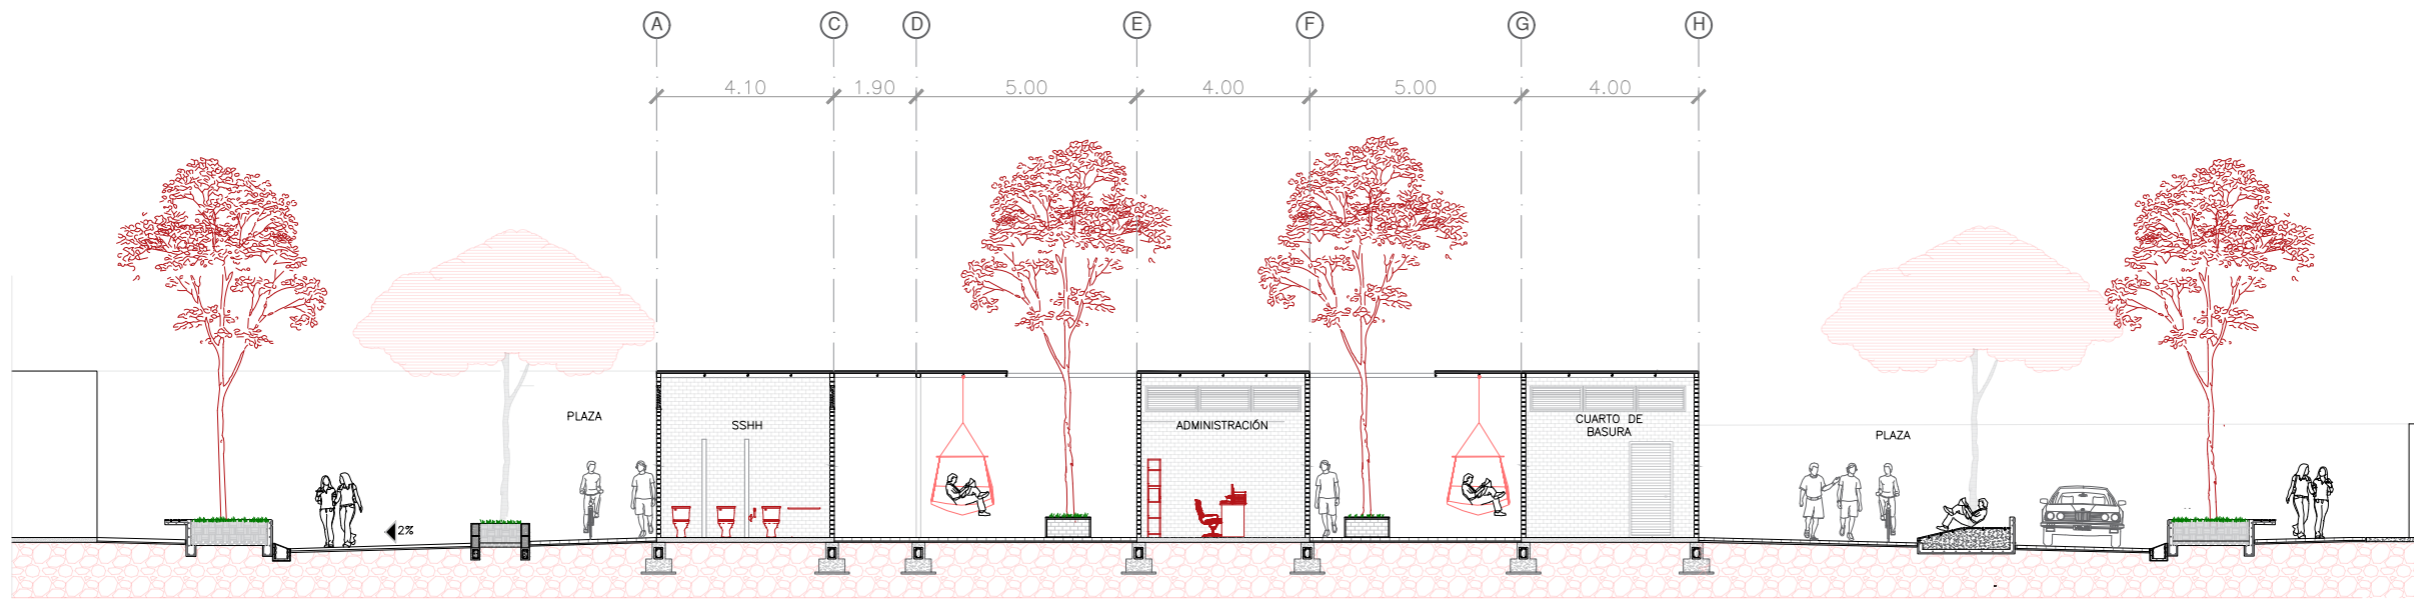 A C D E F G H
4.10 1.90 5.00 4.00 5.00 4.00
PLAZA
SSHH
ADMINISTRACIÓN
CUARTO DE
BASURA
PLAZA
2%